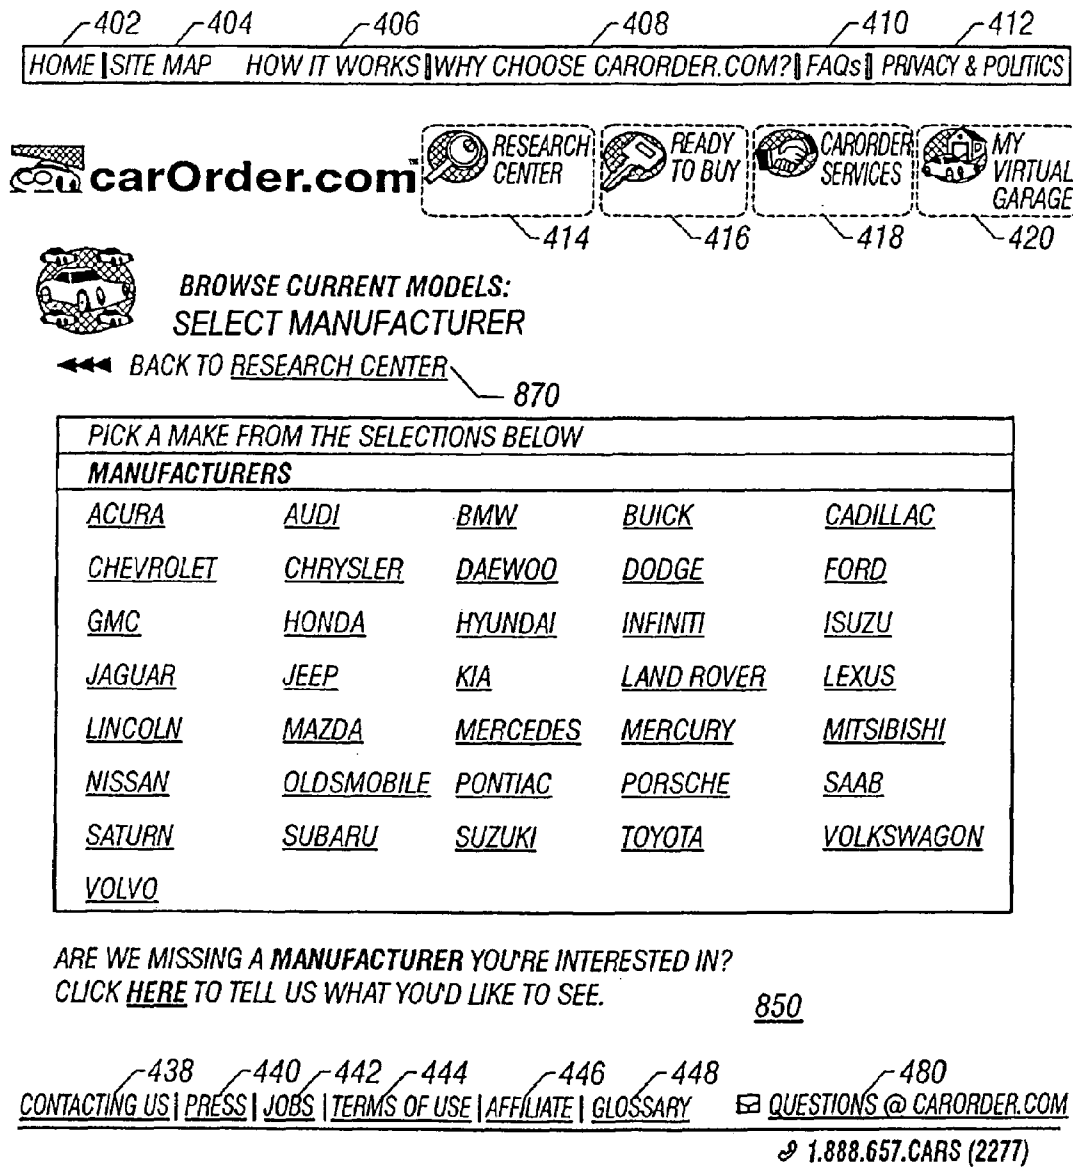 402 404 406 408 410 412
HOME | SITE MAP HOW IT WORKS | WHY CHOOSE CARORDER.COM? | FAQs | PRIVACY & POLITICS
carOrder.com™
RESEARCH CENTER
READY TO BUY
CARORDER SERVICES
MY VIRTUAL GARAGE
414 416 418 420
BROWSE CURRENT MODELS:
SELECT MANUFACTURER
BACK TO RESEARCH CENTER
870
PICK A MAKE FROM THE SELECTIONS BELOW
MANUFACTURERS
ACURA AUDI BMW BUICK CADILLAC
CHEVROLET CHRYSLER DAEWOO DODGE FORD
GMC HONDA HYUNDAI INFINITI ISUZU
JAGUAR JEEP KIA LAND ROVER LEXUS
LINCOLN MAZDA MERCEDES MERCURY MITSIBISHI
NISSAN OLDSMOBILE PONTIAC PORSCHE SAAB
SATURN SUBARU SUZUKI TOYOTA VOLKSWAGON
VOLVO
ARE WE MISSING A MANUFACTURER YOU'RE INTERESTED IN?
CLICK HERE TO TELL US WHAT YOU'D LIKE TO SEE.
850
438 440 442 444 446 448 480
CONTACTING US | PRESS | JOBS | TERMS OF USE | AFFILIATE | GLOSSARY QUESTIONS @ CARORDER.COM
1.888.657.CARS (2277)